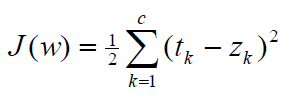 J(w) = ½ ∑_{k=1}^{c} (t_k − z_k)²